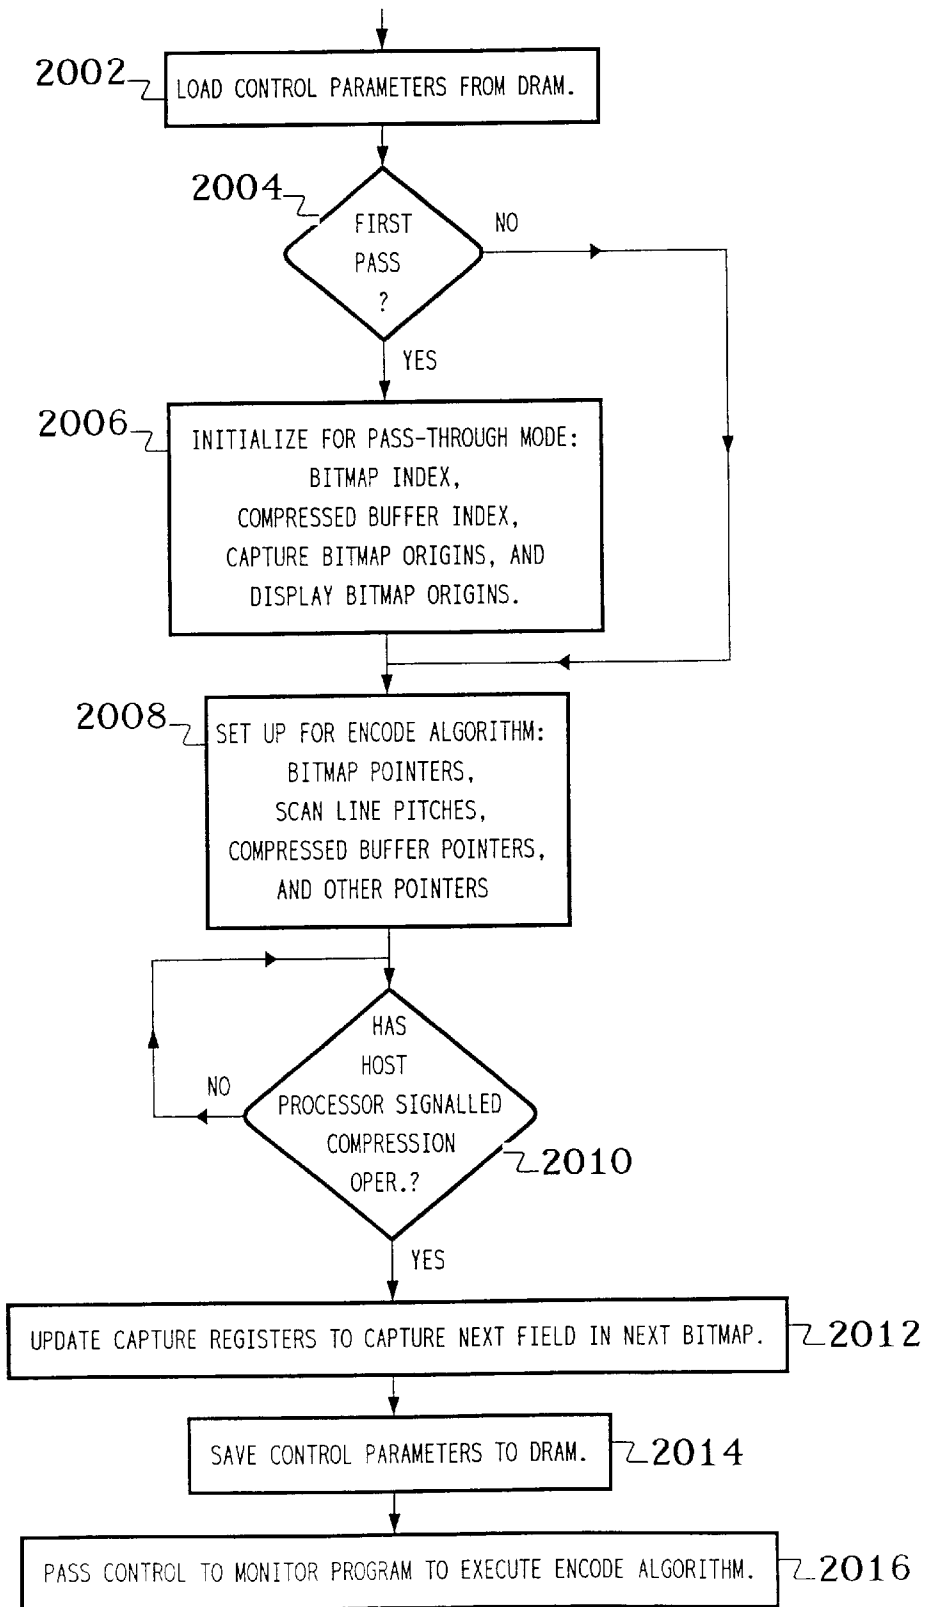 2002
LOAD CONTROL PARAMETERS FROM DRAM.
2004
FIRST
PASS
?
NO
YES
2006
INITIALIZE FOR PASS-THROUGH MODE:
BITMAP INDEX,
COMPRESSED BUFFER INDEX,
CAPTURE BITMAP ORIGINS, AND
DISPLAY BITMAP ORIGINS.
2008
SET UP FOR ENCODE ALGORITHM:
BITMAP POINTERS,
SCAN LINE PITCHES,
COMPRESSED BUFFER POINTERS,
AND OTHER POINTERS
HAS
HOST
PROCESSOR SIGNALLED
COMPRESSION
OPER.?
NO
2010
YES
UPDATE CAPTURE REGISTERS TO CAPTURE NEXT FIELD IN NEXT BITMAP.
2012
SAVE CONTROL PARAMETERS TO DRAM.
2014
PASS CONTROL TO MONITOR PROGRAM TO EXECUTE ENCODE ALGORITHM.
2016